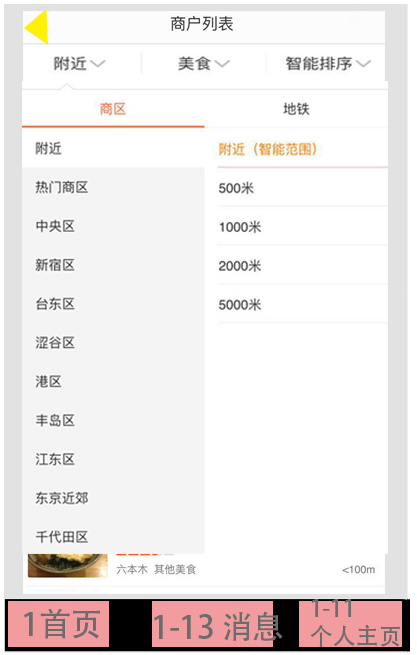 商户列表
附近 美食 智能排序
商区 地铁
附近 附近（智能范围）
热门商区 500米
中央区 1000米
新宿区 2000米
台东区 5000米
涩谷区
港区
丰岛区
江东区
东京近郊
千代田区
六本木 其他美食 <100m
1首页 1-13 消息 1-11
个人主页